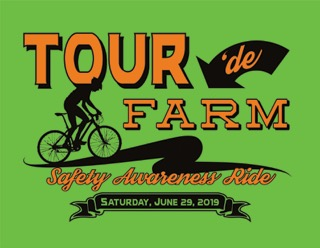 TOUR 'de
FARM
Safety Awareness Ride
SATURDAY, JUNE 29, 2019